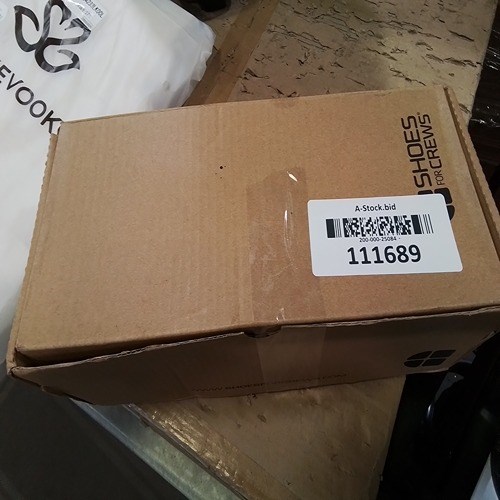 EVOOK
SHOES
FOR CREWS
A-Stock.bid
200-000-25084 -
111689